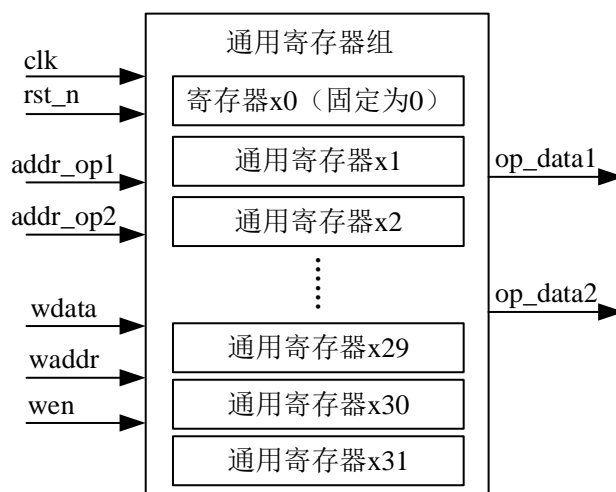 通用寄存器组
clk
rst_n
寄存器x0（固定为0）
addr_op1
通用寄存器x1
op_data1
addr_op2
通用寄存器x2
op_data2
wdata
通用寄存器x29
waddr
通用寄存器x30
wen
通用寄存器x31